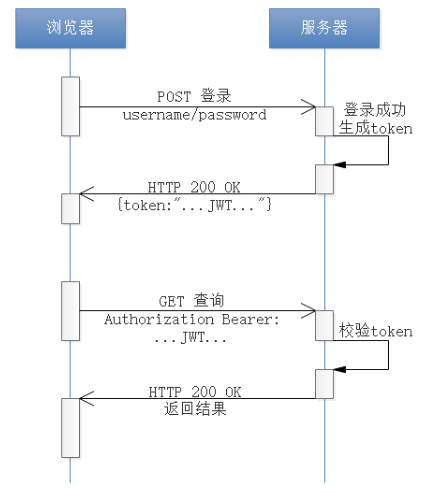 浏览器
服务器
POST 登录
username/password
登录成功
生成token
HTTP 200 OK
{token:"...JWT..."}
GET 查询
Authorization Bearer:
...JWT...
校验token
HTTP 200 OK
返回结果